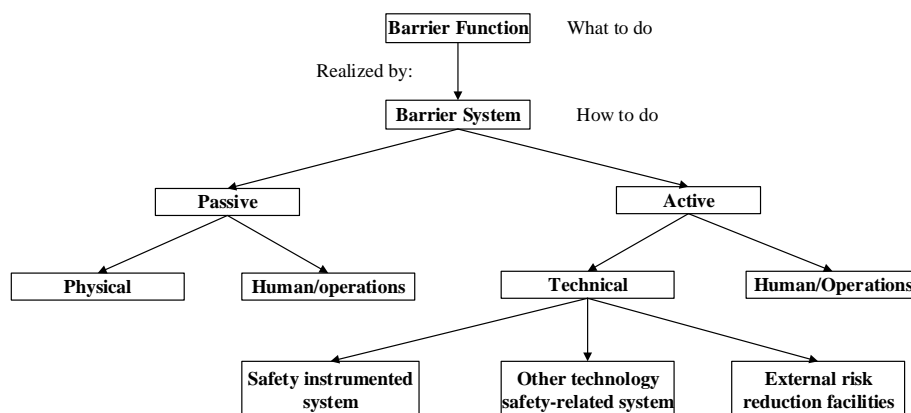 Barrier Function
What to do
Realized by:
Barrier System
How to do
Passive
Active
Physical
Human/operations
Technical
Human/Operations
Safety instrumented
system
Other technology
safety-related system
External risk
reduction facilities